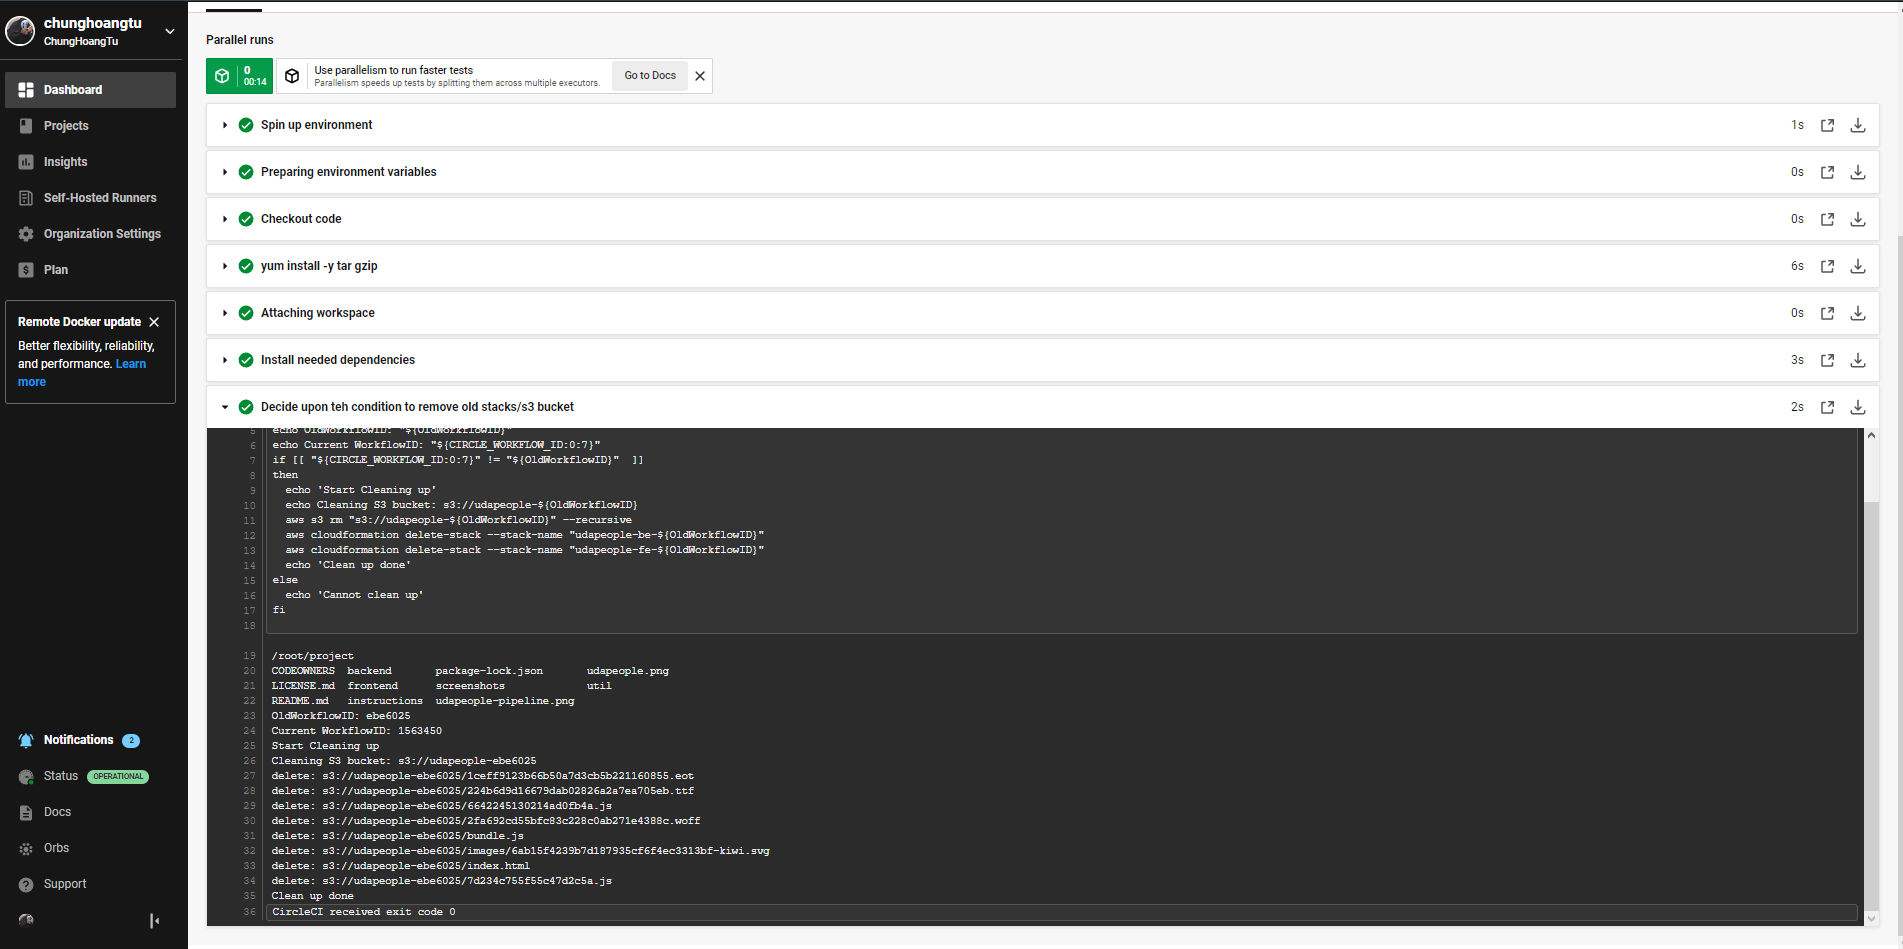 chunghoangtu
ChungHoangTu
Dashboard
Projects
Insights
Self-Hosted Runners
Organization Settings
Plan
Remote Docker update
Better flexibility, reliability,
and performance. Learn
more
Notifications 2
Status OPERATIONAL
Docs
Orbs
Support
Parallel runs
0
00:14
Use parallelism to run faster tests
Parallelism speeds up tests by splitting them across multiple executors.
Go to Docs
Spin up environment 1s
Preparing environment variables 0s
Checkout code 0s
yum install -y tar gzip 6s
Attaching workspace 0s
Install needed dependencies 3s
Decide upon teh condition to remove old stacks/s3 bucket 2s
5 echo OldWorkflowID: "${OldWorkflowID}"
6 echo Current WorkflowID: "${CIRCLE_WORKFLOW_ID:0:7}"
7 if [[ "${CIRCLE_WORKFLOW_ID:0:7}" != "${OldWorkflowID}"  ]]
8 then
9   echo 'Start Cleaning up'
10   echo Cleaning S3 bucket: s3://udapeople-${OldWorkflowID}
11   aws s3 rm "s3://udapeople-${OldWorkflowID}" --recursive
12   aws cloudformation delete-stack --stack-name "udapeople-be-${OldWorkflowID}"
13   aws cloudformation delete-stack --stack-name "udapeople-fe-${OldWorkflowID}"
14   echo 'Clean up done'
15 else
16   echo 'Cannot clean up'
17 fi
18
19 /root/project
20 CODEOWNERS  backend       package-lock.json       udapeople.png
21 LICENSE.md  frontend      screenshots             util
22 README.md   instructions  udapeople-pipeline.png
23 OldWorkflowID: ebe6025
24 Current WorkflowID: 1563450
25 Start Cleaning up
26 Cleaning S3 bucket: s3://udapeople-ebe6025
27 delete: s3://udapeople-ebe6025/1ceff9123b66b50a7d3cb5b221160855.eot
28 delete: s3://udapeople-ebe6025/224b6d9d16679dab02826a2a7ea705eb.ttf
29 delete: s3://udapeople-ebe6025/6642245130214ad0fb4a.js
30 delete: s3://udapeople-ebe6025/2fa692cd55bfc83c228c0ab271e4388c.woff
31 delete: s3://udapeople-ebe6025/bundle.js
32 delete: s3://udapeople-ebe6025/images/6ab15f4239b7d187935cf6f4ec3313bf-kiwi.svg
33 delete: s3://udapeople-ebe6025/index.html
34 delete: s3://udapeople-ebe6025/7d234c755f55c47d2c5a.js
35 Clean up done
36 CircleCI received exit code 0